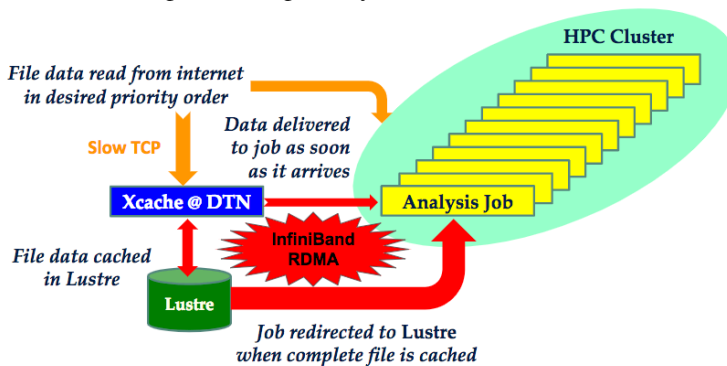 HPC Cluster
File data read from internet
in desired priority order
Data delivered
to job as soon
as it arrives
Slow TCP
Xcache @ DTN
Analysis Job
InfiniBand
RDMA
File data cached
in Lustre
Lustre
Job redirected to Lustre
when complete file is cached